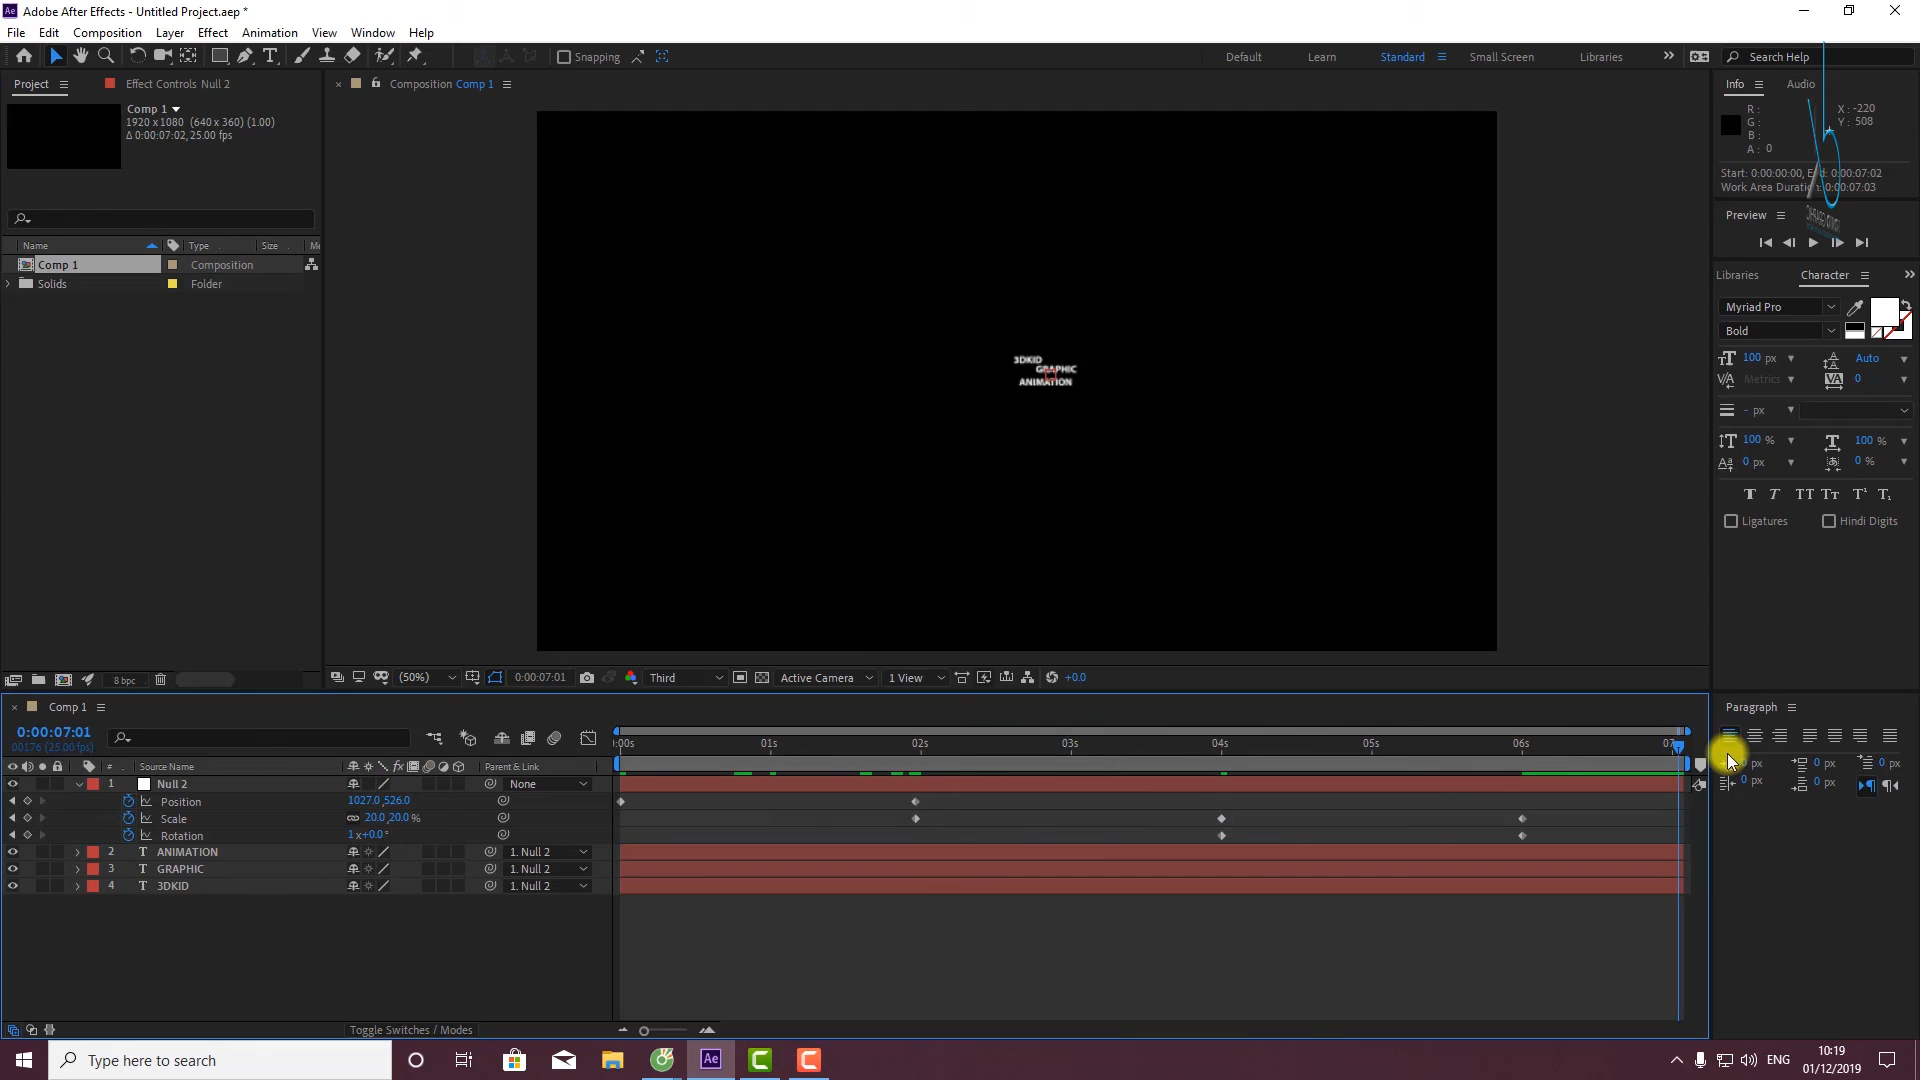 Adobe After Effects - Untitled Project.aep *
File Edit Composition Layer Effect Animation View Window Help
Snapping Default Learn Standard Small Screen Libraries Search Help
Project Effect Controls Null 2
Composition Comp 1
Info Audio
Comp 1
1920 x1080 (640 x 360) (1.00)
Δ 0:00:07:02, 25.00 fps
R :
G :
B :
A : 0
X : -220
Y : 508
Start: 0:00:00:00, End: 0:00:07:02
Work Area Duration: 0:00:07:03
Preview
Name Type Size
Comp 1 Composition
Solids Folder
Libraries Character
Myriad Pro
Bold
100 px Auto
Metrics 0
- px
100 % 100 %
0 px 0 %
Ligatures Hindi Digits
3DKID
GRAPHIC
ANIMATION
8 bpc
(50%) 0:00:07:01 Third Active Camera 1 View +0.0
Comp 1
0:00:07:01
00176 (25.00 fps)
:00s 01s 02s 03s 04s 05s 06s 07
# Source Name Parent & Link
1 Null 2 None
Position 1027.0,526.0
Scale 20.0,20.0 %
Rotation 1 x+0.0 °
2 T ANIMATION 1. Null 2
3 T GRAPHIC 1. Null 2
4 T 3DKID 1. Null 2
Toggle Switches / Modes
Paragraph
px 0 px 0 px
0 px 0 px
Type here to search
ENG
10:19
01/12/2019